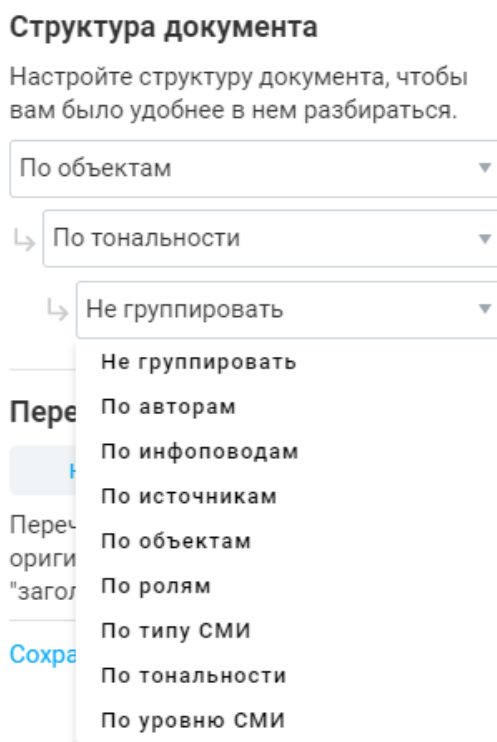 Структура документа
Настройте структуру документа, чтобы
вам было удобнее в нем разбираться.
По объектам
По тональности
Не группировать
Не группировать
По авторам
По инфоповодам
По источникам
По объектам
По ролям
По типу СМИ
По тональности
По уровню СМИ